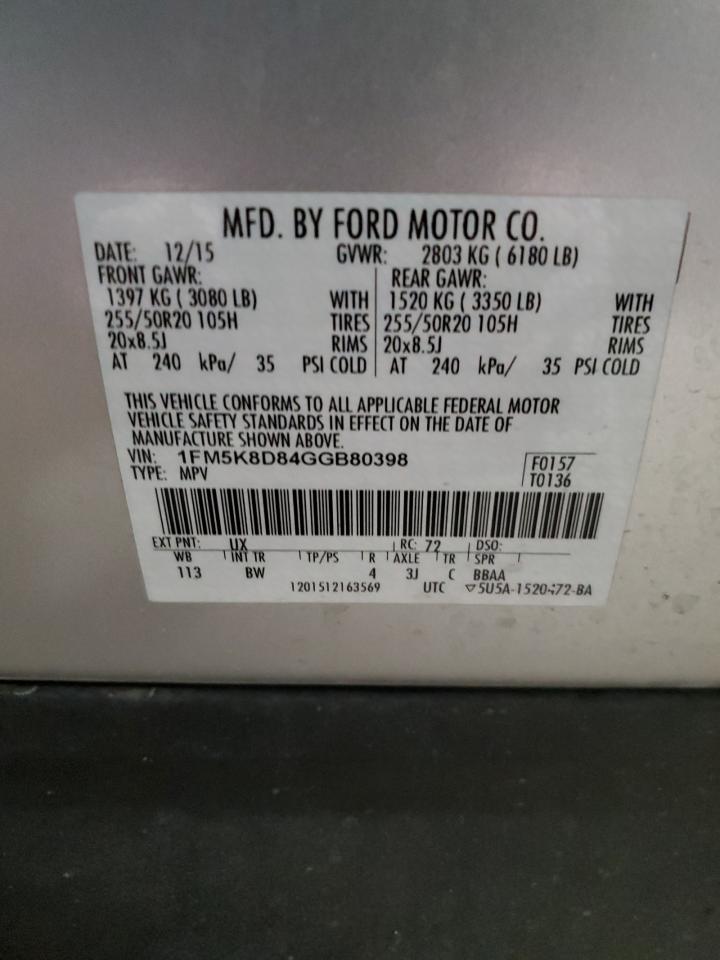 MFD. BY FORD MOTOR CO.
DATE: 12/15 GVWR: 2803 KG ( 6180 LB)
FRONT GAWR: REAR GAWR:
1397 KG ( 3080 LB) WITH 1520 KG ( 3350 LB) WITH
255/50R20 105H TIRES 255/50R20 105H TIRES
20x8.5J RIMS 20x8.5J RIMS
AT 240 kPa/ 35 PSI COLD AT 240 kPa/ 35 PSI COLD
THIS VEHICLE CONFORMS TO ALL APPLICABLE FEDERAL MOTOR
VEHICLE SAFETY STANDARDS IN EFFECT ON THE DATE OF
MANUFACTURE SHOWN ABOVE.
VIN: 1FM5K8D84GGB80398 F0157
TYPE: MPV T0136
EXT PNT: UX RC: 72 DSO:
WB INT TR TP/PS R AXLE TR SPR
113 BW 4 3J C BBAA
1201512163569 UTC ▽5U5A-1520472-BA